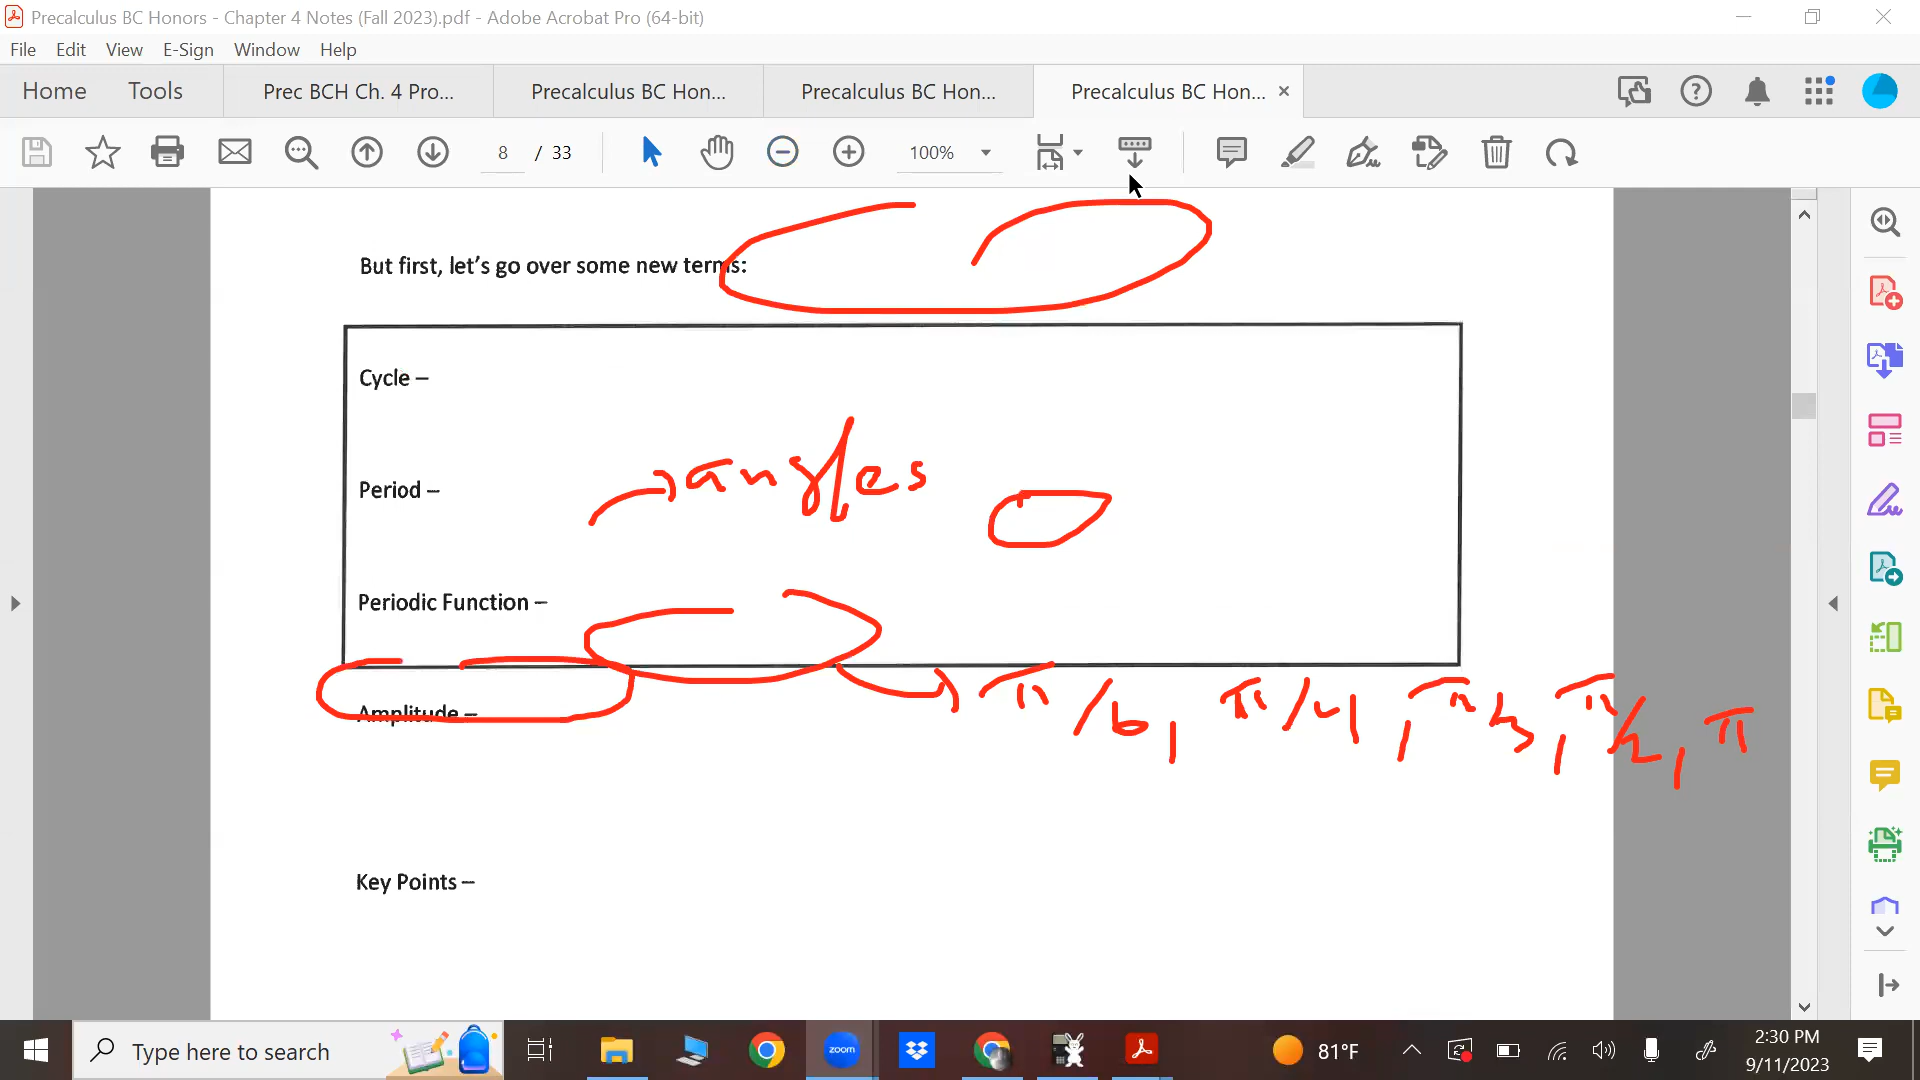 Precalculus BC Honors - Chapter 4 Notes (Fall 2023).pdf - Adobe Acrobat Pro (64-bit)
File Edit View E-Sign Window Help
Home Tools Prec BCH Ch. 4 Pro... Precalculus BC Hon... Precalculus BC Hon... Precalculus BC Hon... ×
8 / 33 100%
But first, let's go over some new terms:
Cycle –
angles
Period –
Periodic Function –
Amplitude –
π/6, π/4, π/3, π/2, π
Key Points –
Type here to search
zoom
81°F
2:30 PM
9/11/2023